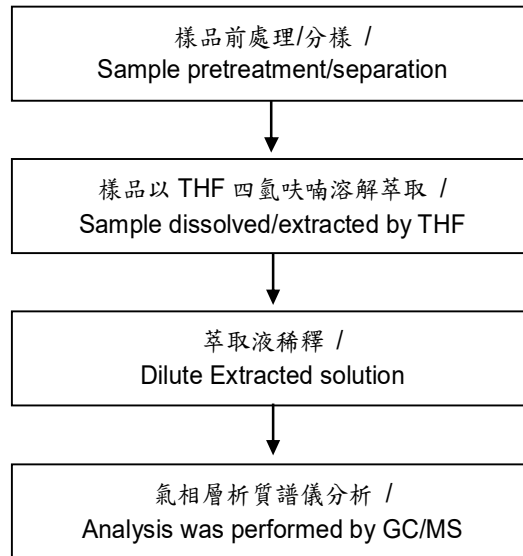 樣品前處理/分樣 /
Sample pretreatment/separation
樣品以 THF 四氫呋喃溶解萃取 /
Sample dissolved/extracted by THF
萃取液稀釋 /
Dilute Extracted solution
氣相層析質譜儀分析 /
Analysis was performed by GC/MS